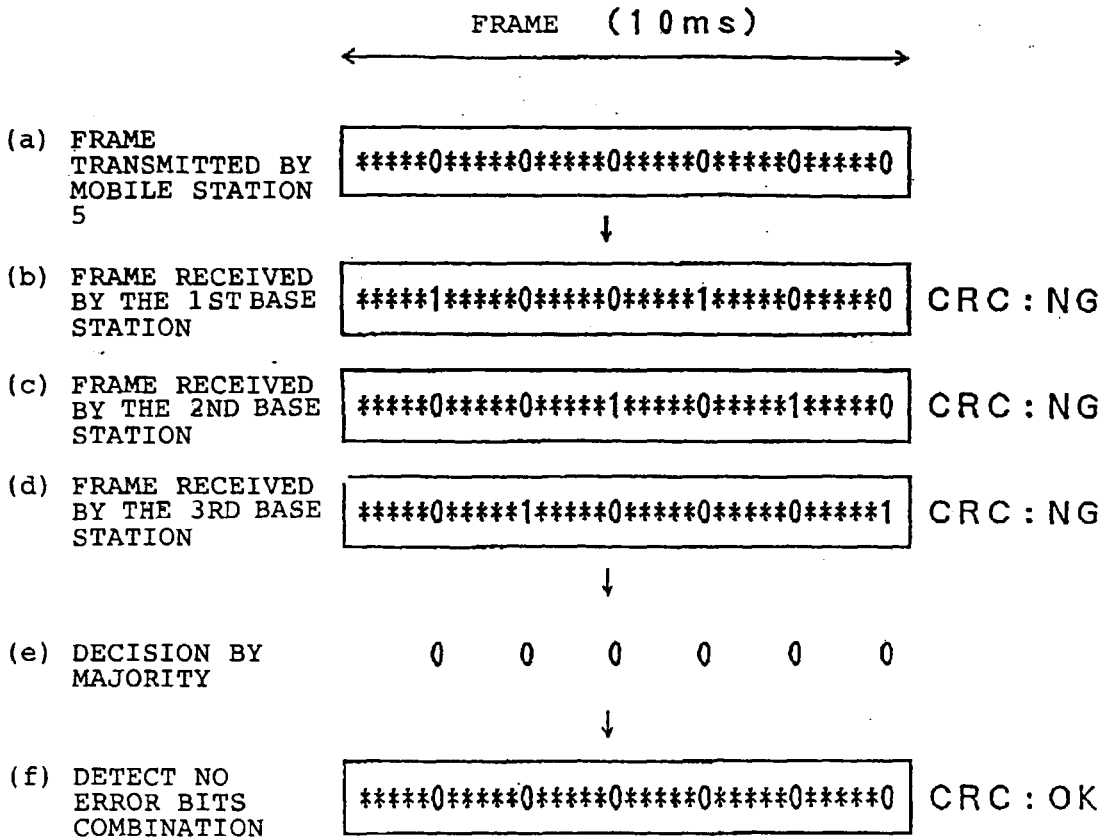 FRAME (10ms)
(a) FRAME
TRANSMITTED BY
MOBILE STATION
5
*****0*****0*****0*****0*****0*****0
(b) FRAME RECEIVED
BY THE 1ST BASE
STATION
*****1*****0*****0*****1*****0*****0
CRC:NG
(c) FRAME RECEIVED
BY THE 2ND BASE
STATION
*****0*****0*****1*****0*****1*****0
CRC:NG
(d) FRAME RECEIVED
BY THE 3RD BASE
STATION
*****0*****1*****0*****0*****0*****1
CRC:NG
(e) DECISION BY
MAJORITY
0 0 0 0 0 0
(f) DETECT NO
ERROR BITS
COMBINATION
*****0*****0*****0*****0*****0*****0
CRC:OK